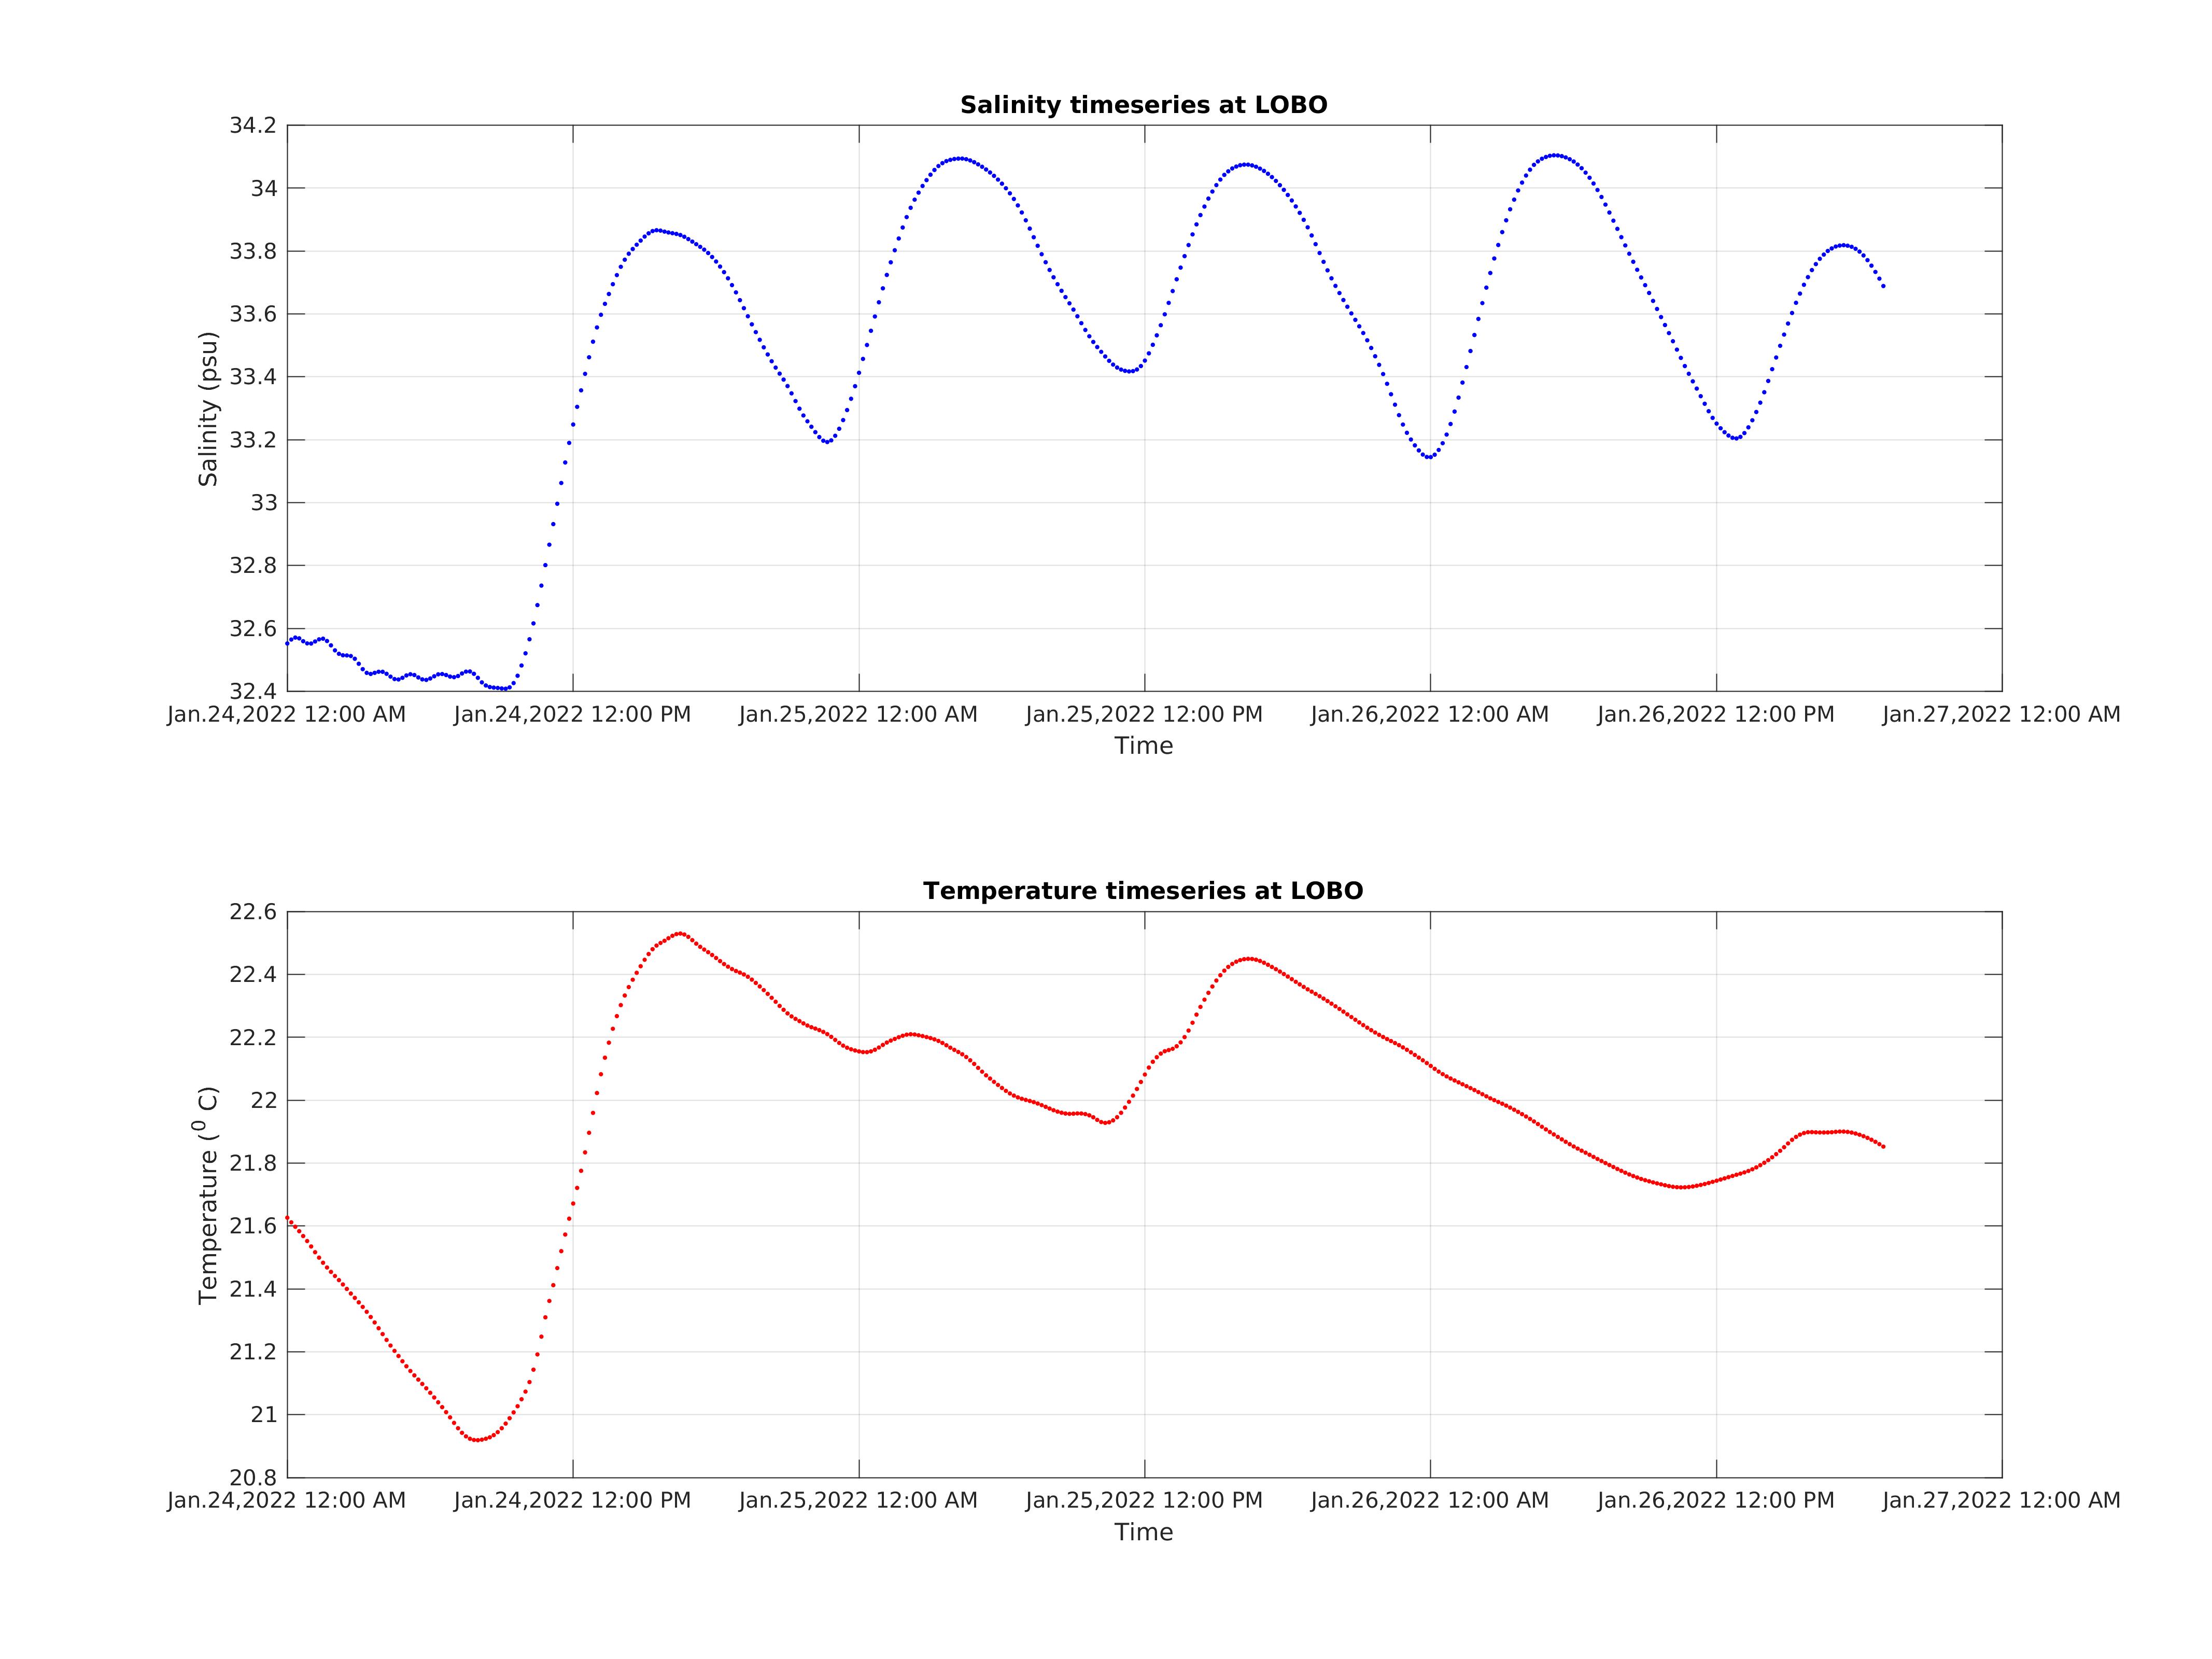 Salinity timeseries at LOBO
34.2
34
33.8
33.6
33.4
33.2
33
32.8
32.6
32.4
Salinity (psu)
Jan.24,2022 12:00 AM Jan.24,2022 12:00 PM Jan.25,2022 12:00 AM Jan.25,2022 12:00 PM Jan.26,2022 12:00 AM Jan.26,2022 12:00 PM Jan.27,2022 12:00 AM
Time
Temperature timeseries at LOBO
22.6
22.4
22.2
22
21.8
21.6
21.4
21.2
21
20.8
Temperature (⁰ C)
Jan.24,2022 12:00 AM Jan.24,2022 12:00 PM Jan.25,2022 12:00 AM Jan.25,2022 12:00 PM Jan.26,2022 12:00 AM Jan.26,2022 12:00 PM Jan.27,2022 12:00 AM
Time